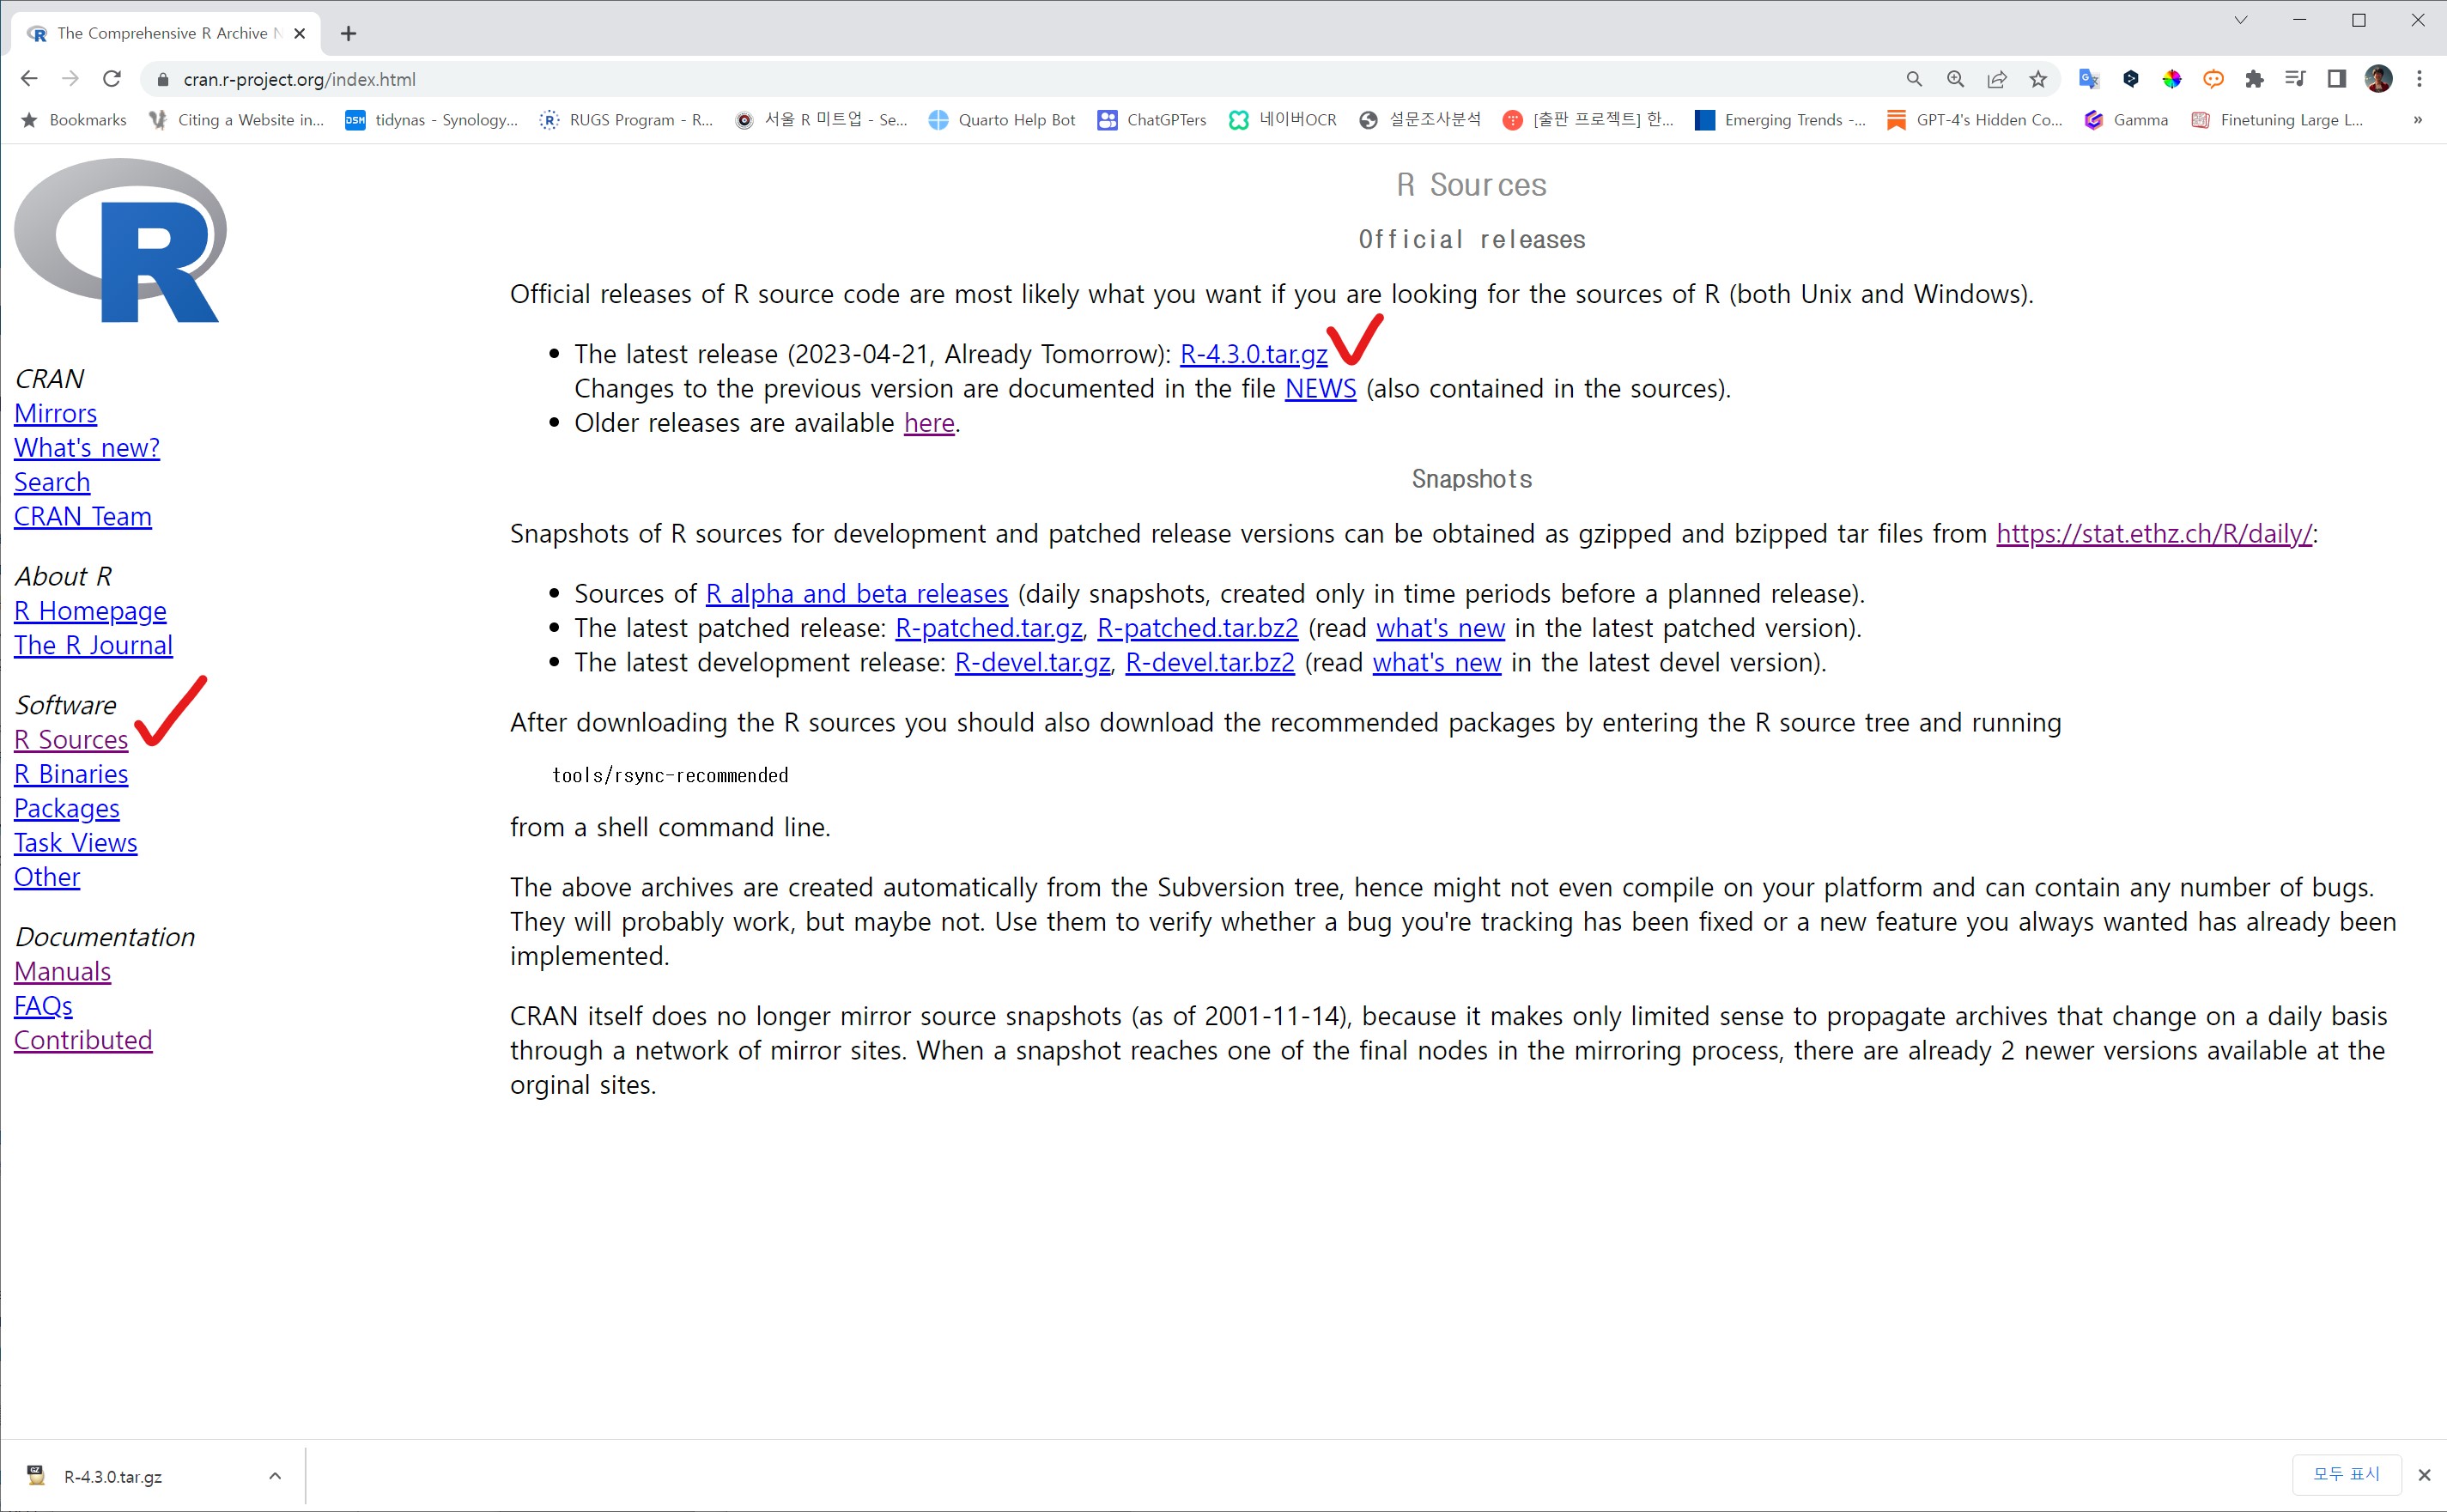 The Comprehensive R Archive N
cran.r-project.org/index.html
Bookmarks
Citing a Website in...
DSM
tidynas - Synology...
RUGS Program - R...
서울 R 미트업 - Se...
Quarto Help Bot
ChatGPTers
네이버OCR
설문조사분석
[출판 프로젝트] 한...
Emerging Trends -...
GPT-4's Hidden Co...
Gamma
Finetuning Large L...
»
R
CRAN
Mirrors
What's new?
Search
CRAN Team
About R
R Homepage
The R Journal
Software
R Sources
R Binaries
Packages
Task Views
Other
Documentation
Manuals
FAQs
Contributed
R Sources
Official releases
Official releases of R source code are most likely what you want if you are looking for the sources of R (both Unix and Windows).
• The latest release (2023-04-21, Already Tomorrow): R-4.3.0.tar.gz
Changes to the previous version are documented in the file NEWS (also contained in the sources).
• Older releases are available here.
Snapshots
Snapshots of R sources for development and patched release versions can be obtained as gzipped and bzipped tar files from https://stat.ethz.ch/R/daily/:
• Sources of R alpha and beta releases (daily snapshots, created only in time periods before a planned release).
• The latest patched release: R-patched.tar.gz, R-patched.tar.bz2 (read what's new in the latest patched version).
• The latest development release: R-devel.tar.gz, R-devel.tar.bz2 (read what's new in the latest devel version).
After downloading the R sources you should also download the recommended packages by entering the R source tree and running
tools/rsync-recommended
from a shell command line.
The above archives are created automatically from the Subversion tree, hence might not even compile on your platform and can contain any number of bugs.
They will probably work, but maybe not. Use them to verify whether a bug you're tracking has been fixed or a new feature you always wanted has already been
implemented.
CRAN itself does no longer mirror source snapshots (as of 2001-11-14), because it makes only limited sense to propagate archives that change on a daily basis
through a network of mirror sites. When a snapshot reaches one of the final nodes in the mirroring process, there are already 2 newer versions available at the
orginal sites.
GZ
R-4.3.0.tar.gz
모두 표시